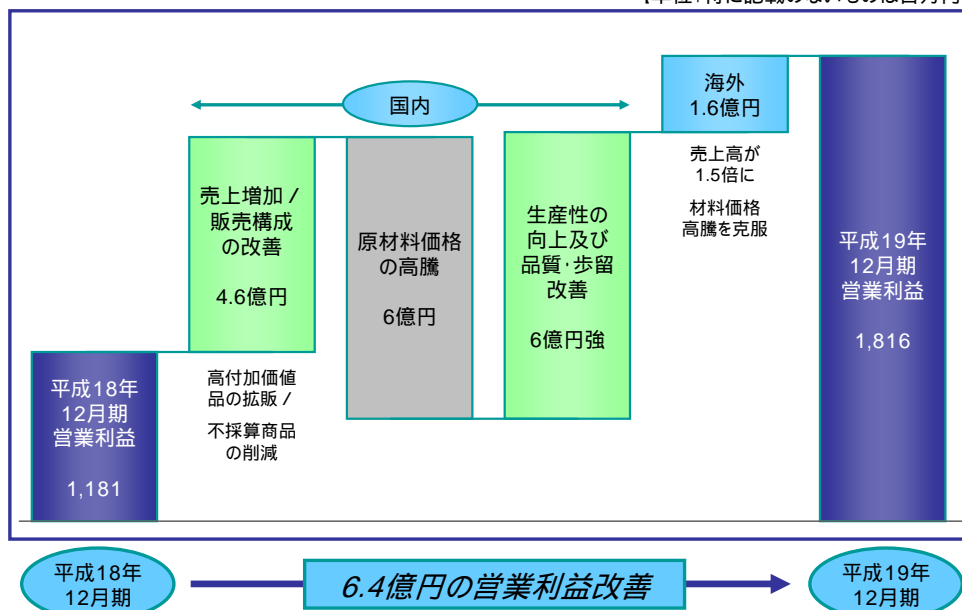 国内
海外
1.6億円
売上高が
1.5倍に
材料価格
高騰を克服
売上増加 /
販売構成
の改善
4.6億円
原材料価格
の高騰
6億円
生産性の
向上及び
品質・歩留
改善
6億円強
平成19年
12月期
営業利益
1,816
平成18年
12月期
営業利益
1,181
高付加価値
品の拡販 /
不採算商品
の削減
平成18年
12月期
6.4億円の営業利益改善
平成19年
12月期